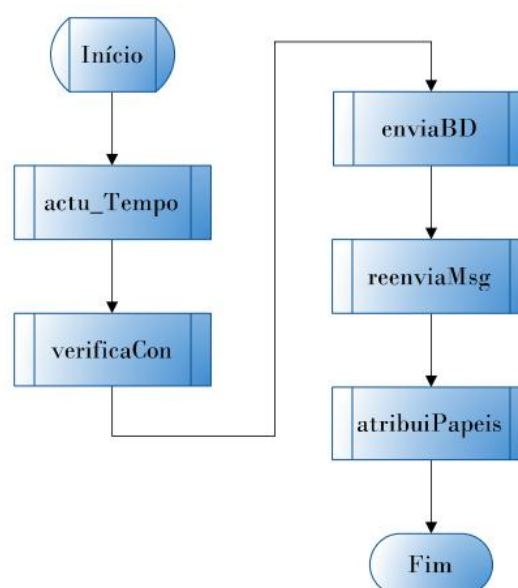 Início
actu_Tempo
verificaCon
enviaBD
reenviaMsg
atribuiPapeis
Fim